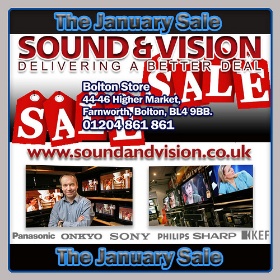 The January Sale
SOUND & VISION
DELIVERING A BETTER DEAL
SALE
SALE
Bolton Store
44-46 Higher Market,
Farnworth, Bolton, BL4 9BB.
01204 861 861
www.soundandvision.co.uk
Panasonic ONKYO SONY PHILIPS SHARP KEF
The January Sale